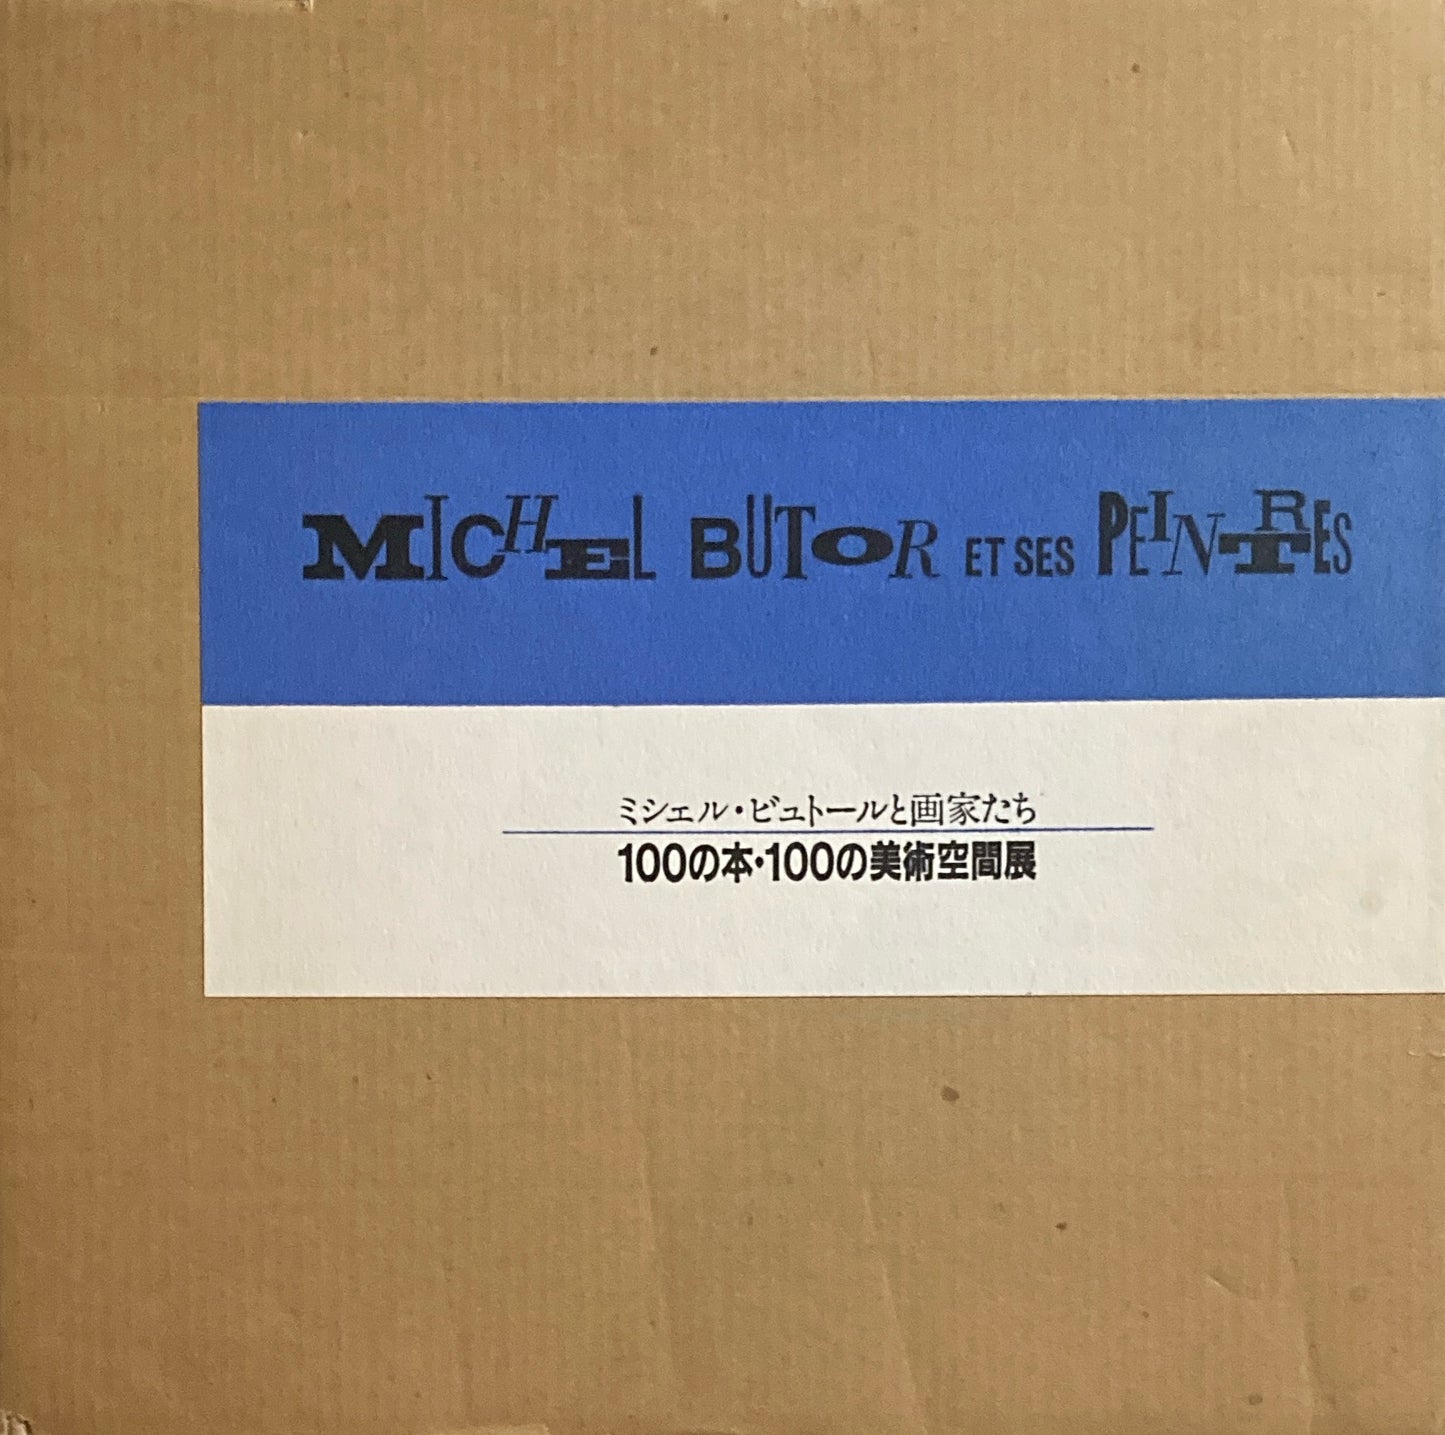 MICHEL BUTOR ET SES PEINTRES
ミシェル・ビュトールと画家たち
100の本・100の美術空間展